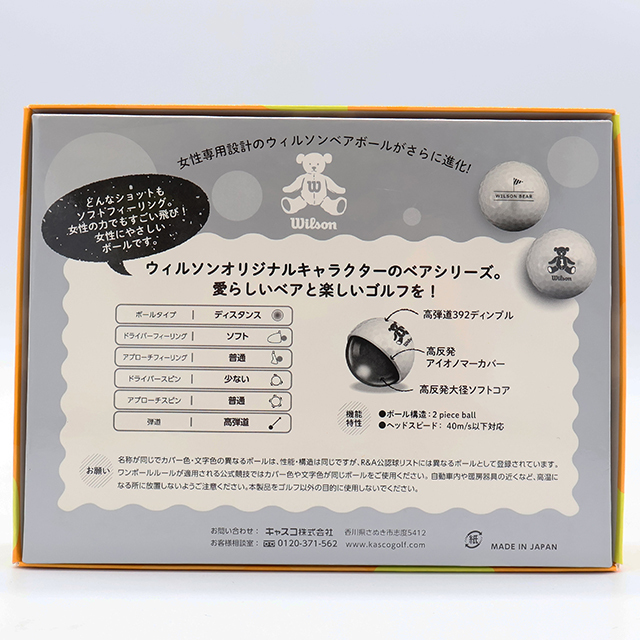 女性専用設計のウィルソンベアボールがさらに進化!
どんなショットも
ソフトフィーリング。
女性の力でもすごい飛び!
女性にやさしい
ボールです。
W
Wilson
WILSON BEAR
Wilson
ウィルソンオリジナルキャラクターのベアシリーズ。
愛らしいベアと楽しいゴルフを!
ボールタイプ ディスタンス
ドライバーフィーリング ソフト
アプローチフィーリング 普通
ドライバースピン 少ない
アプローチスピン 普通
弾道 高弾道
高弾道392ディンプル
高反発
アイオノマーカバー
高反発大径ソフトコア
機能
特性
●ボール構造:2 piece ball
●ヘッドスピード: 40m/s以下対応
お願い
名称が同じでカバー色・文字色の異なるボールは、性能・構造は同じですが、R&A公認球リストには異なるボールとして登録されています。
ワンボールルールが適用される公式競技ではカバー色や文字色が同じボールをご使用ください。自動車内や暖房器具の近くなど、高温に
なる所に放置しないようご注意ください。本製品をゴルフ以外の目的に使用しないでください。
お問い合わせ: キャスコ株式会社 香川県さぬき市志度5412
お客様相談室: 0120-371-562 www.kascogolf.com
紙
MADE IN JAPAN